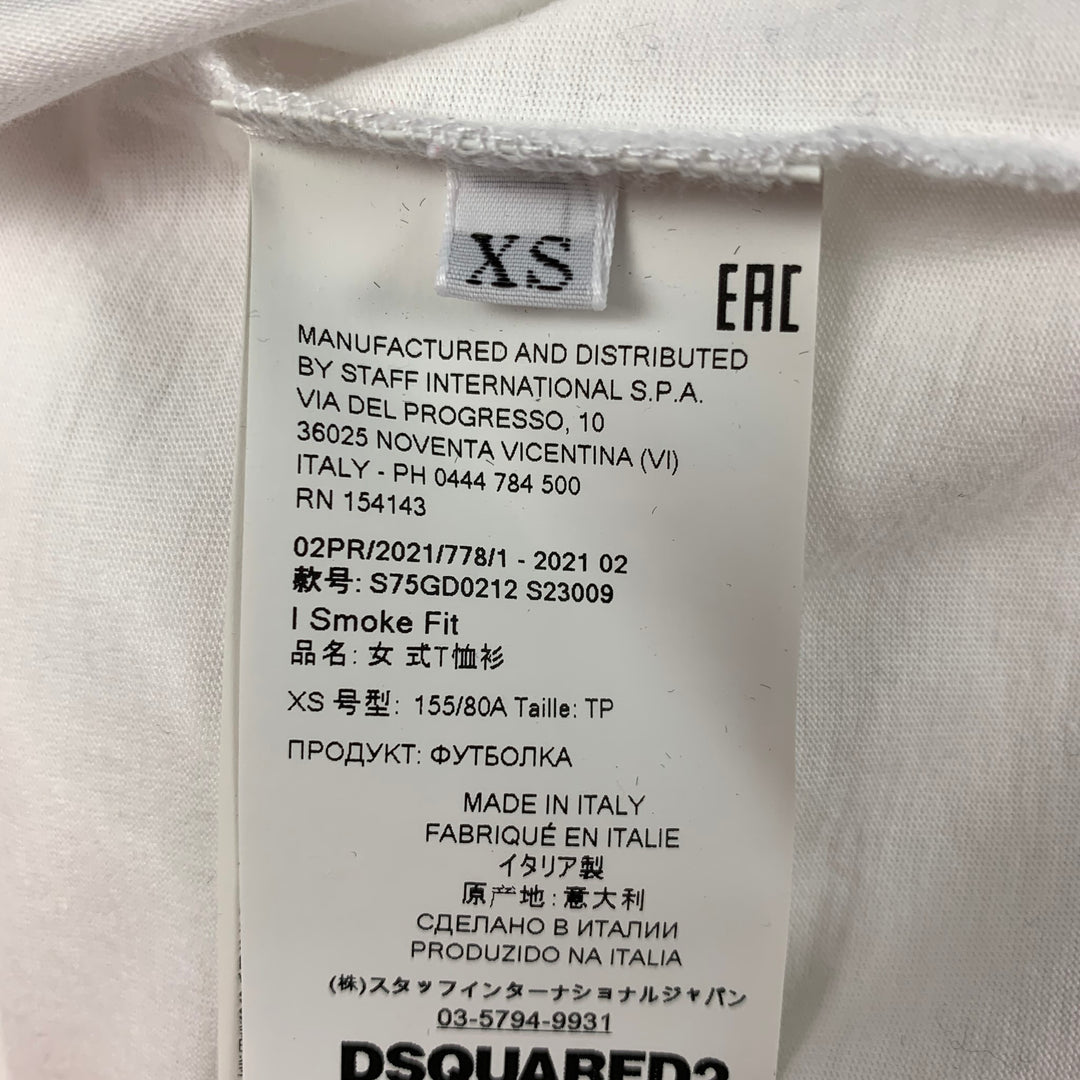 XS
EAC
MANUFACTURED AND DISTRIBUTED
BY STAFF INTERNATIONAL S.P.A.
VIA DEL PROGRESSO, 10
36025 NOVENTA VICENTINA (VI)
ITALY - PH 0444 784 500
RN 154143
02PR/2021/778/1 - 2021 02
款号: S75GD0212 S23009
I Smoke Fit
品名: 女 式T恤衫
XS 号型: 155/80A Taille: TP
ПРОДУКТ: ФУТБОЛКА
MADE IN ITALY
FABRIQUÉ EN ITALIE
イタリア製
原产地: 意大利
СДЕЛАНО В ИТАЛИИ
PRODUZIDO NA ITALIA
(株)スタッフインターナショナルジャパン
03-5794-9931
DSQUARED2